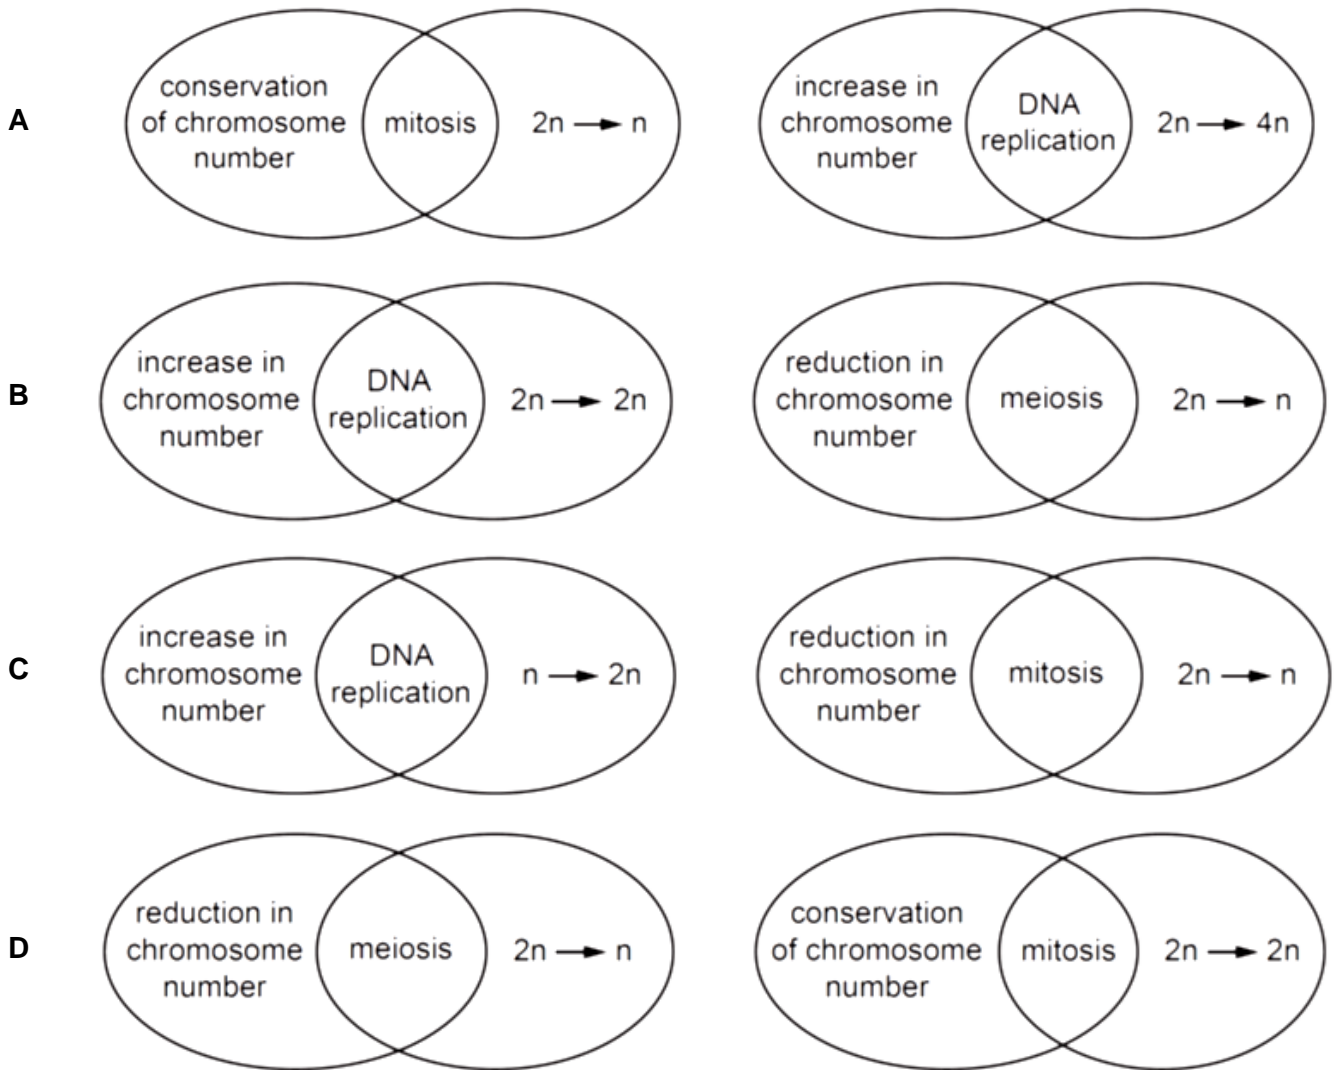 A
conservation
of chromosome
number
mitosis
2n → n
increase in
chromosome
number
DNA
replication
2n → 4n
B
increase in
chromosome
number
DNA
replication
2n → 2n
reduction in
chromosome
number
meiosis
2n → n
C
increase in
chromosome
number
DNA
replication
n → 2n
reduction in
chromosome
number
mitosis
2n → n
D
reduction in
chromosome
number
meiosis
2n → n
conservation
of chromosome
number
mitosis
2n → 2n